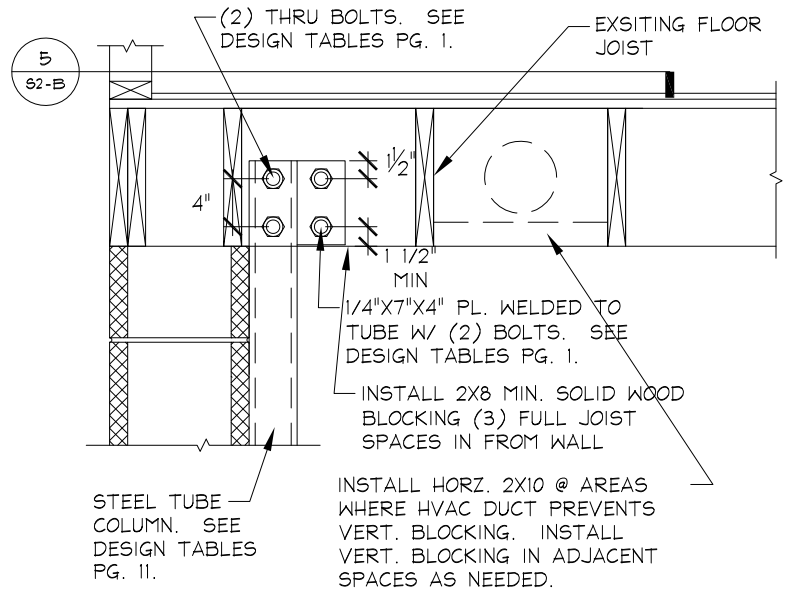 (2) THRU BOLTS. SEE
DESIGN TABLES PG. 1.
EXSITING FLOOR
JOIST
5
S2-B
1 1/2"
4"
1 1/2"
MIN
1/4"X7"X4" PL. WELDED TO
TUBE W/ (2) BOLTS. SEE
DESIGN TABLES PG. 1.
INSTALL 2X8 MIN. SOLID WOOD
BLOCKING (3) FULL JOIST
SPACES IN FROM WALL
STEEL TUBE
COLUMN. SEE
DESIGN TABLES
PG. 11.
INSTALL HORZ. 2X10 @ AREAS
WHERE HVAC DUCT PREVENTS
VERT. BLOCKING. INSTALL
VERT. BLOCKING IN ADJACENT
SPACES AS NEEDED.